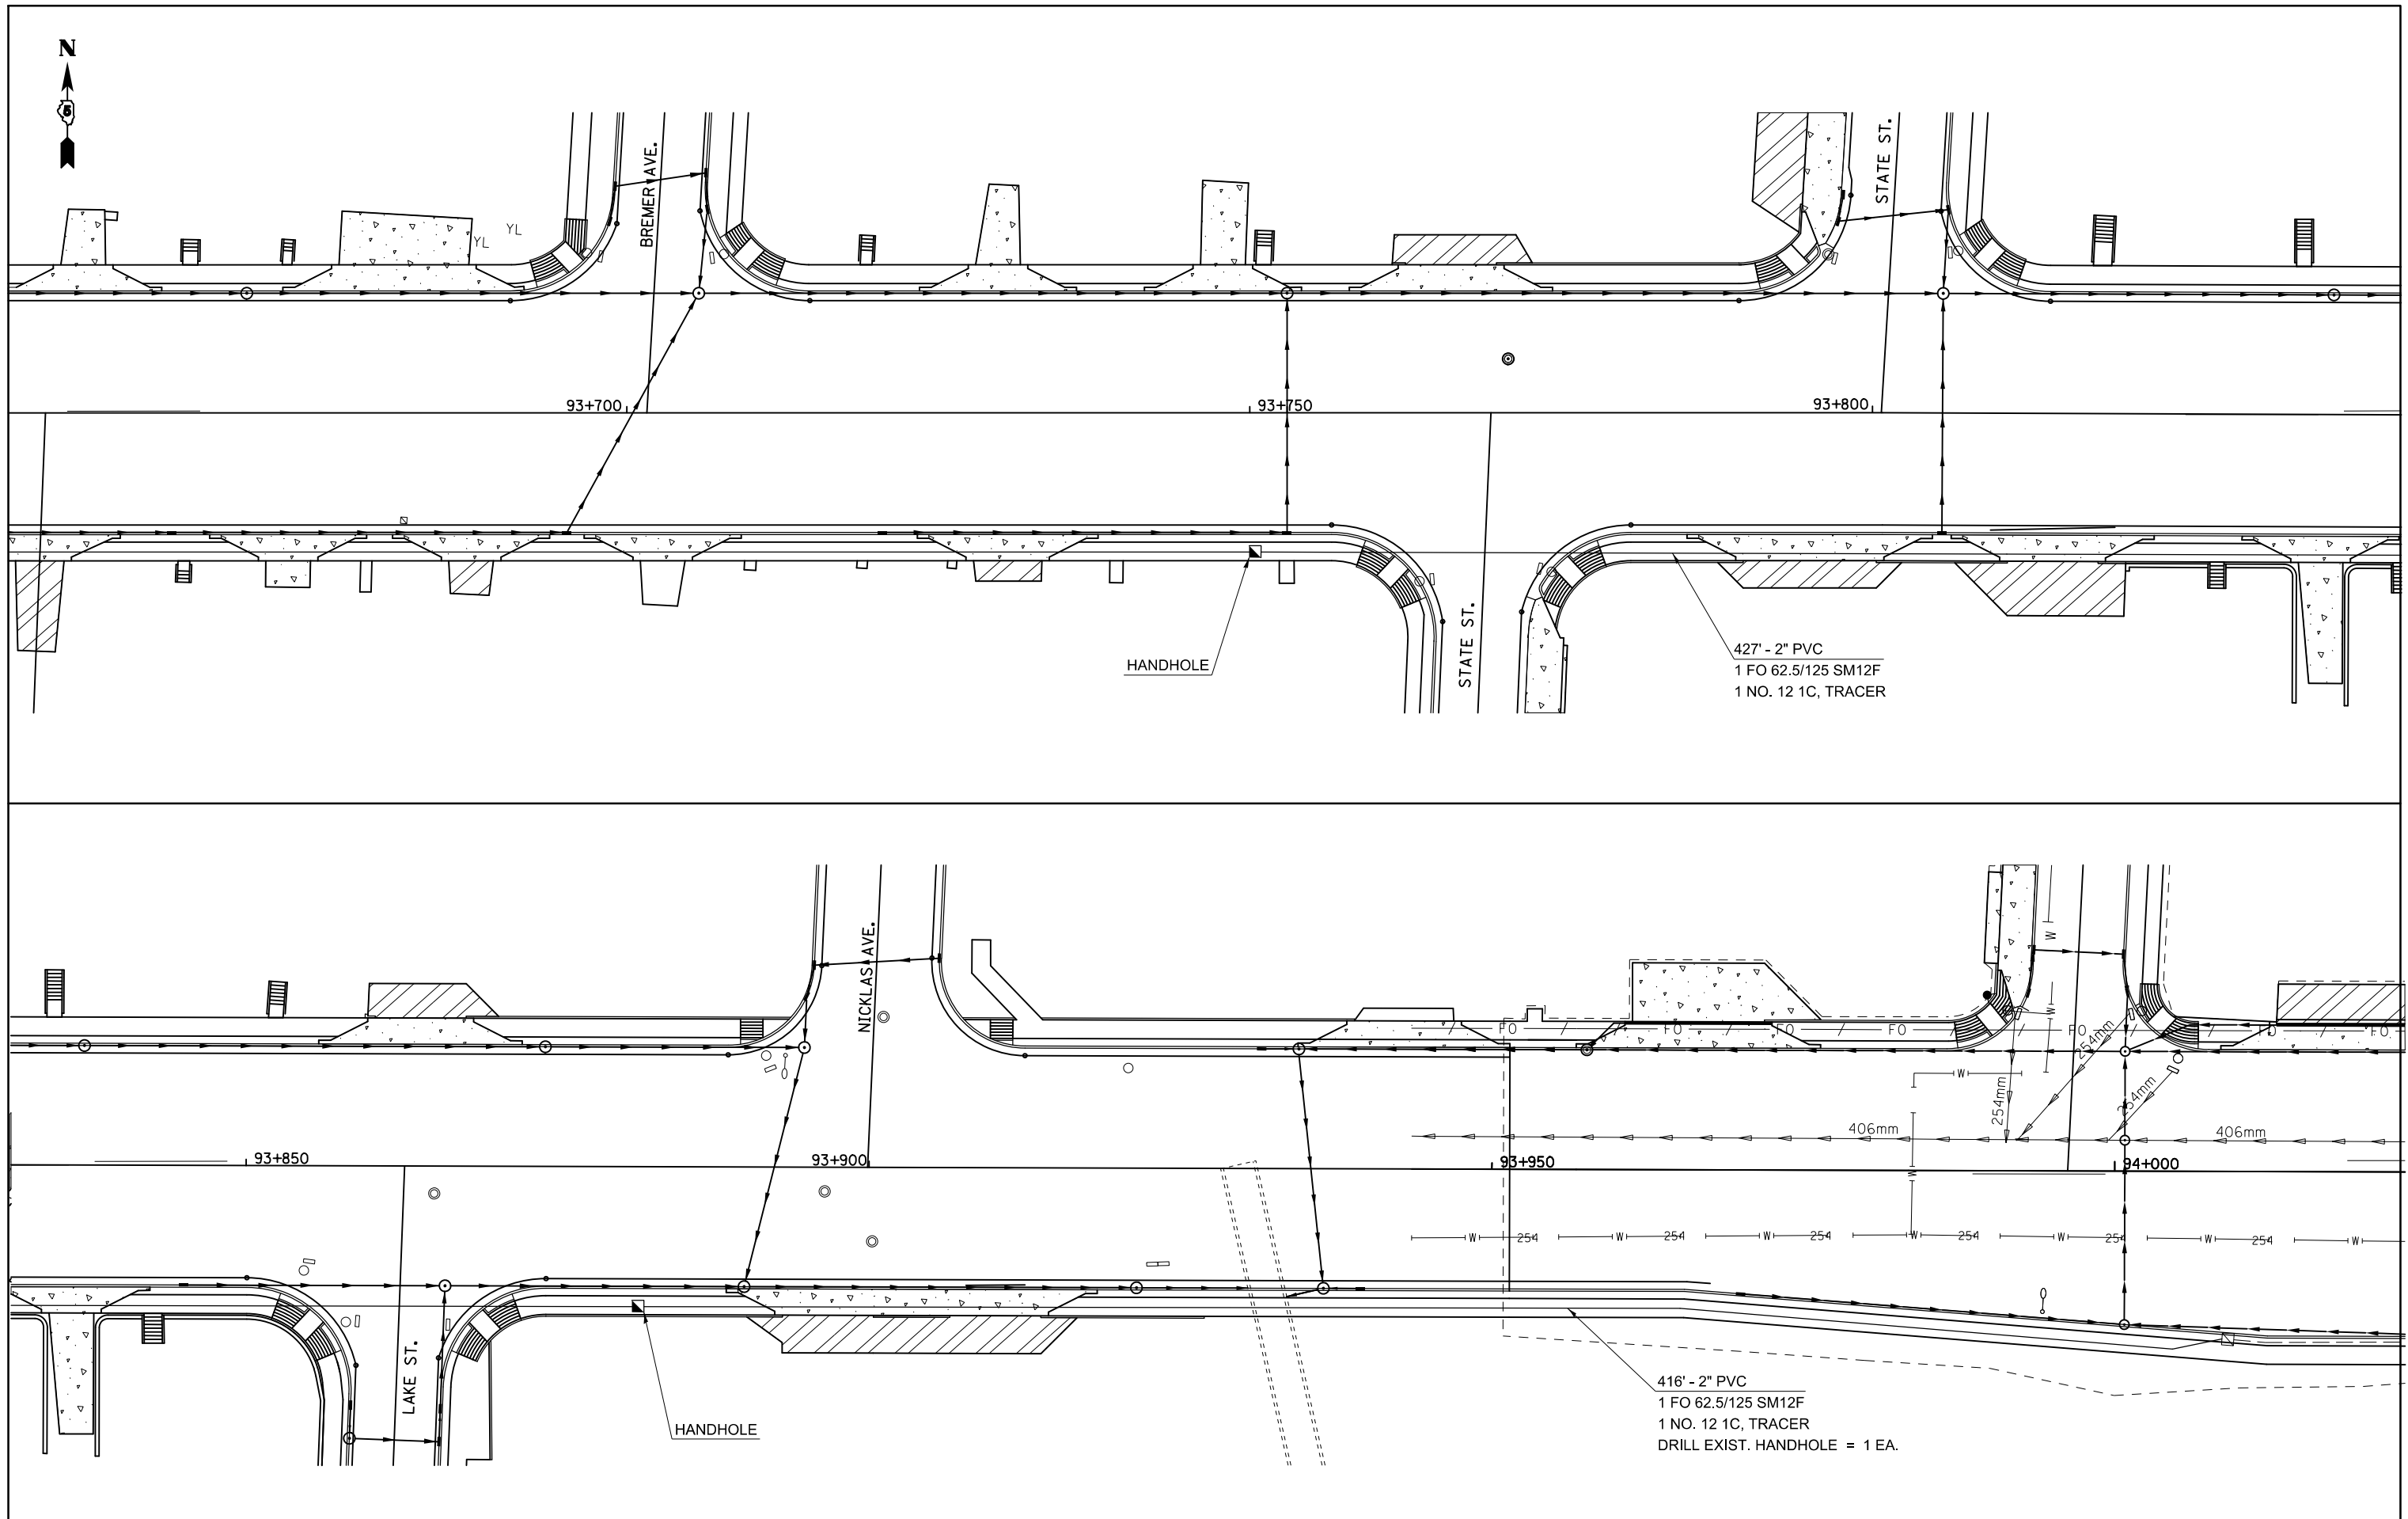 N
5
BREMER AVE.
STATE ST.
YL
YL
93+700
93+750
93+800
HANDHOLE
STATE ST.
427' - 2" PVC
1 FO 62.5/125 SM12F
1 NO. 12 1C, TRACER
NICKLAS AVE.
W
W
FO
FO
FO
FO
FO
FO
FO
254mm
254mm
254mm
W
406mm
406mm
93+850
93+900
93+950
94+000
W
W 254
W 254
W 254
W 254
W 254
W 254
W
LAKE ST.
HANDHOLE
416' - 2" PVC
1 FO 62.5/125 SM12F
1 NO. 12 1C, TRACER
DRILL EXIST. HANDHOLE = 1 EA.